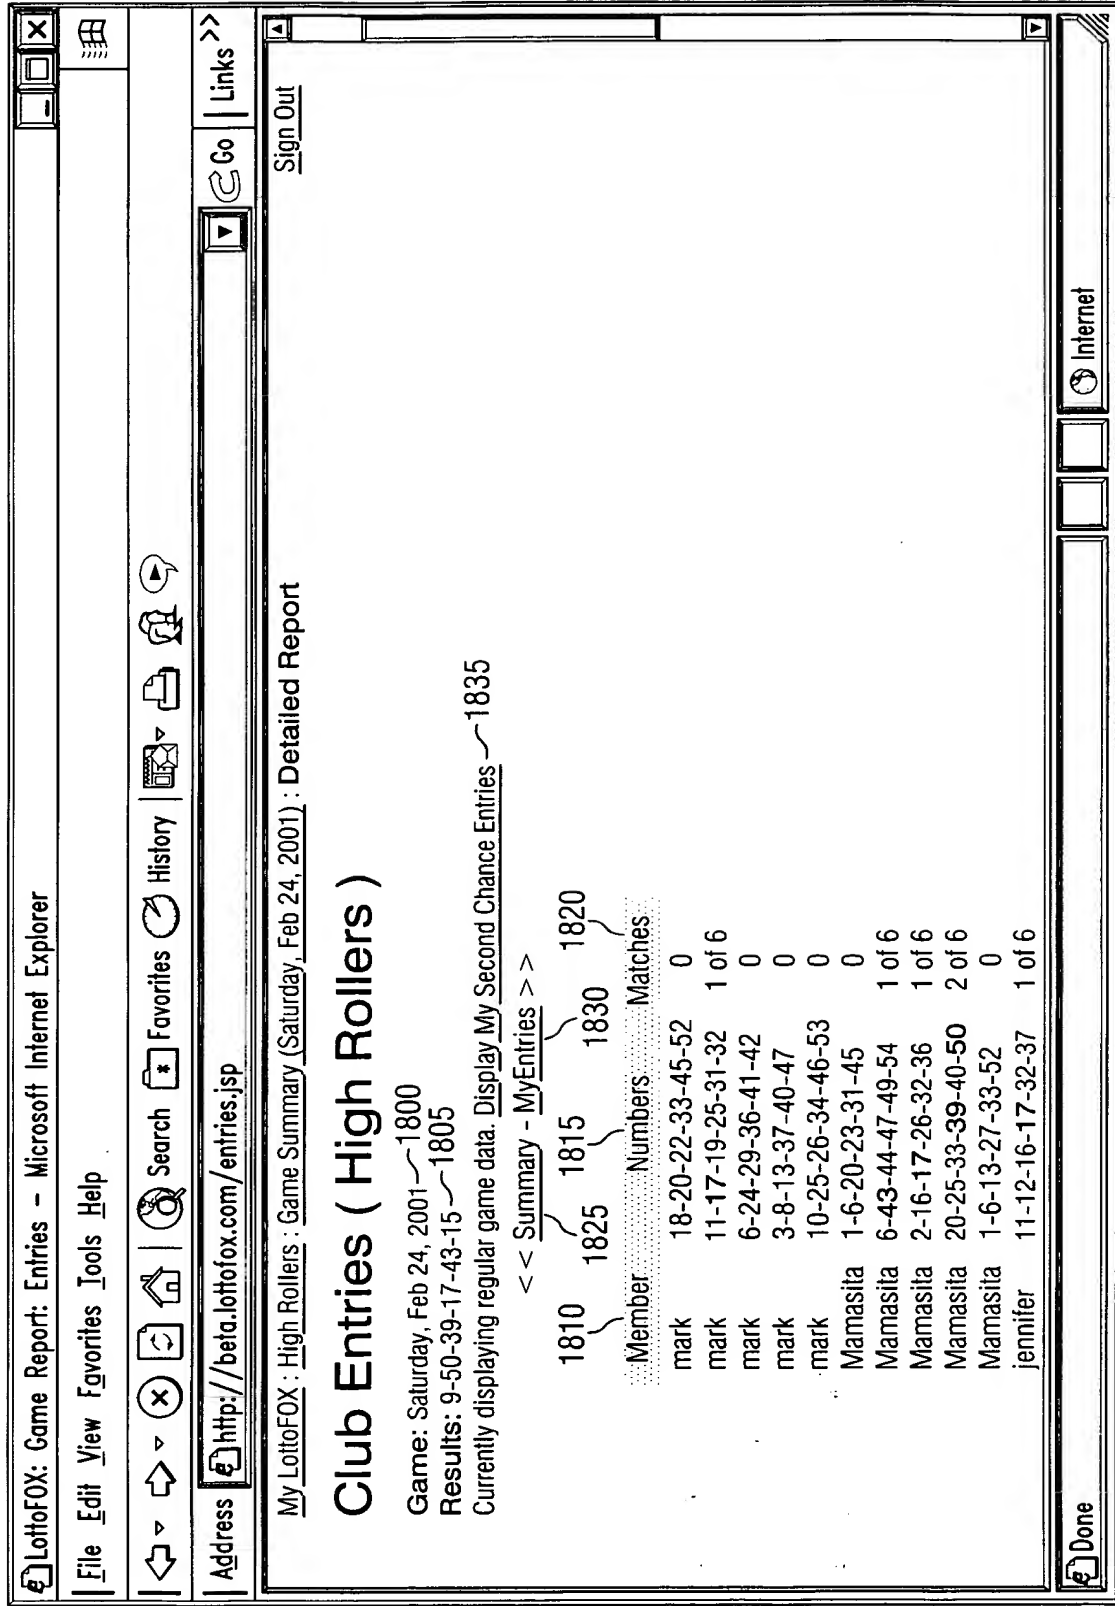 LottoFOX: Game Report: Entries – Microsoft Internet Explorer
File Edit View Favorites Tools Help
Search Favorites History
Address http://beta.lottofox.com/entries.jsp Go Links >>
My LottoFOX : High Rollers : Game Summary (Saturday, Feb 24, 2001) : Detailed Report
Sign Out
Club Entries ( High Rollers )
Game: Saturday, Feb 24, 2001 1800
Results: 9-50-39-17-43-15 1805
Currently displaying regular game data. Display My Second Chance Entries 1835
< < Summary - MyEntries > >
1810 1825 1815 1830 1820
Member Numbers Matches
mark 18-20-22-33-45-52 0
mark 11-17-19-25-31-32 1 of 6
mark 6-24-29-36-41-42 0
mark 3-8-13-37-40-47 0
mark 10-25-26-34-46-53 0
Mamasita 1-6-20-23-31-45 0
Mamasita 6-43-44-47-49-54 1 of 6
Mamasita 2-16-17-26-32-36 1 of 6
Mamasita 20-25-33-39-40-50 2 of 6
Mamasita 1-6-13-27-33-52 0
jennifer 11-12-16-17-32-37 1 of 6
Done Internet